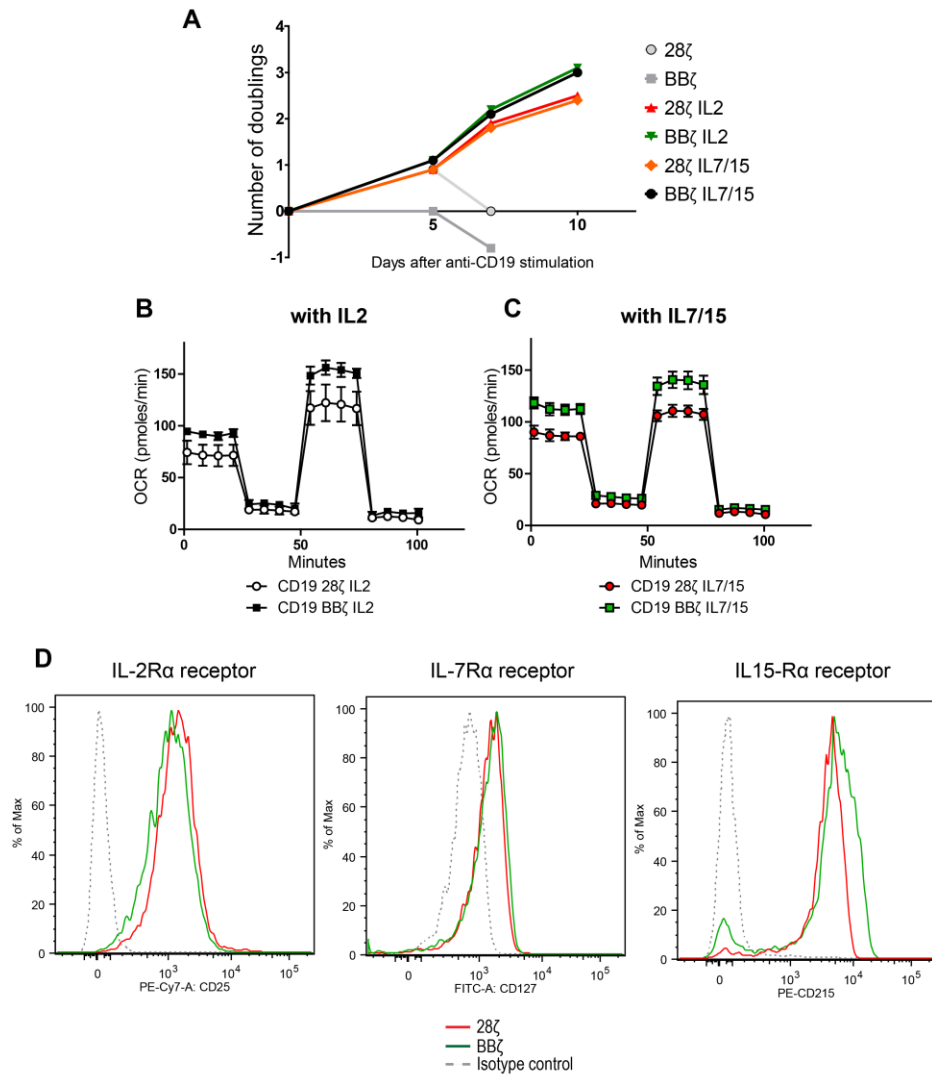 A
Number of doublings
4
3
2
1
0
-1
5
10
Days after anti-CD19 stimulation
28ζ
BBζ
28ζ IL2
BBζ IL2
28ζ IL7/15
BBζ IL7/15
B
with IL2
OCR (pmoles/min)
150
100
50
0
0
50
100
Minutes
CD19 28ζ IL2
CD19 BBζ IL2
C
with IL7/15
OCR (pmoles/min)
150
100
50
0
0
50
100
Minutes
CD19 28ζ IL7/15
CD19 BBζ IL7/15
D
IL-2Rα receptor
% of Max
100
80
60
40
20
0
0
10³
10⁴
10⁵
PE-Cy7-A: CD25
IL-7Rα receptor
% of Max
100
80
60
40
20
0
0
10³
10⁴
10⁵
FITC-A: CD127
IL15-Rα receptor
% of Max
100
80
60
40
20
0
0
10³
10⁴
10⁵
PE-CD215
28ζ
BBζ
Isotype control